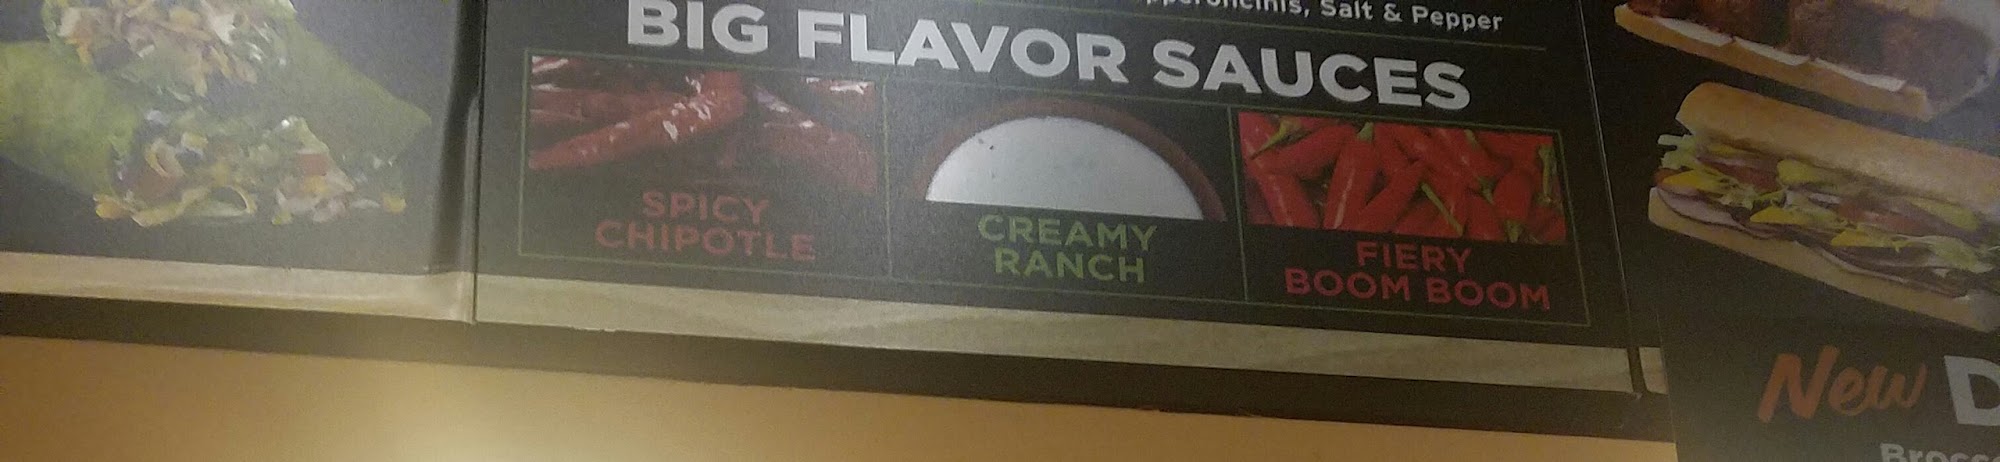 Salt & Pepper
BIG FLAVOR SAUCES
SPICY
CHIPOTLE
CREAMY
RANCH
FIERY
BOOM BOOM
New D